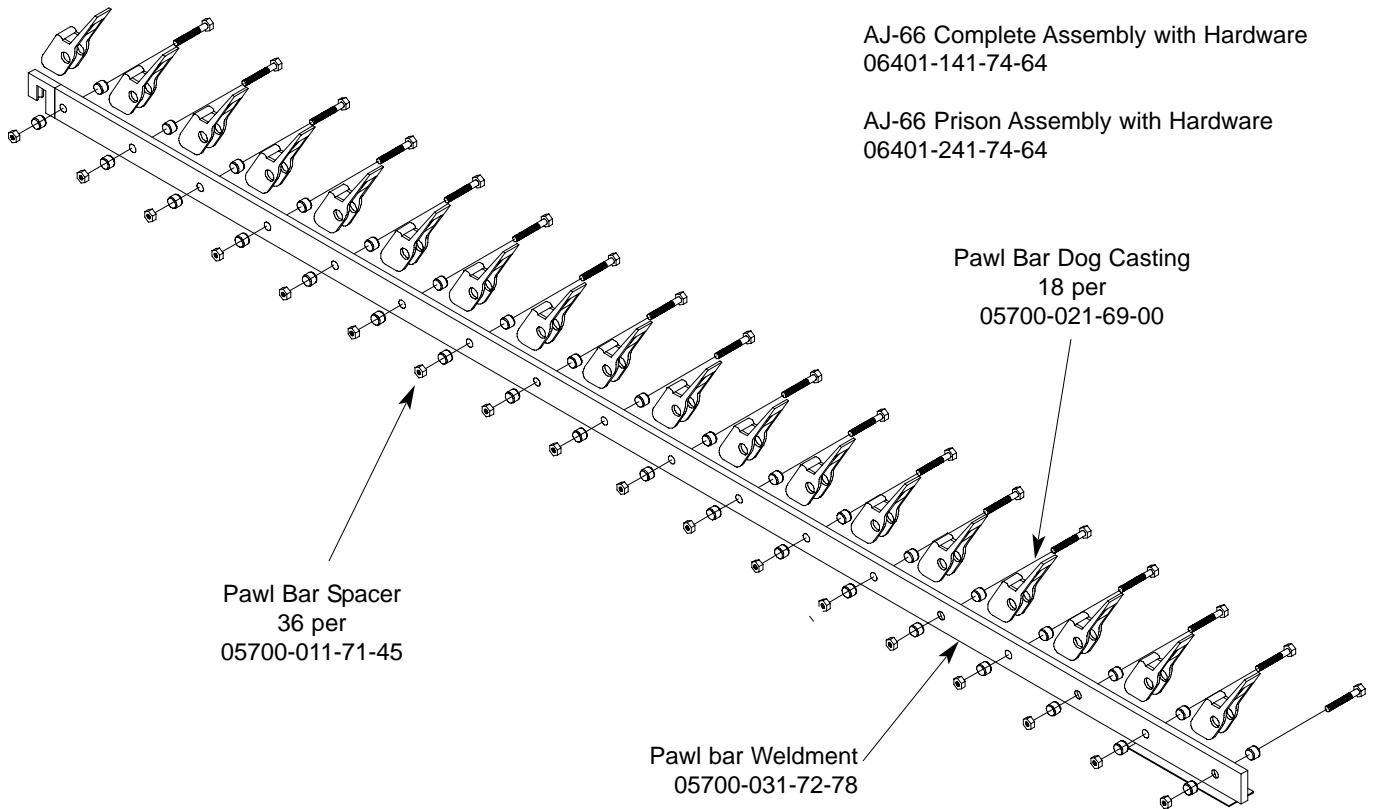 AJ-66 Complete Assembly with Hardware
06401-141-74-64
AJ-66 Prison Assembly with Hardware
06401-241-74-64
Pawl Bar Dog Casting
18 per
05700-021-69-00
Pawl Bar Spacer
36 per
05700-011-71-45
Pawl bar Weldment
05700-031-72-78